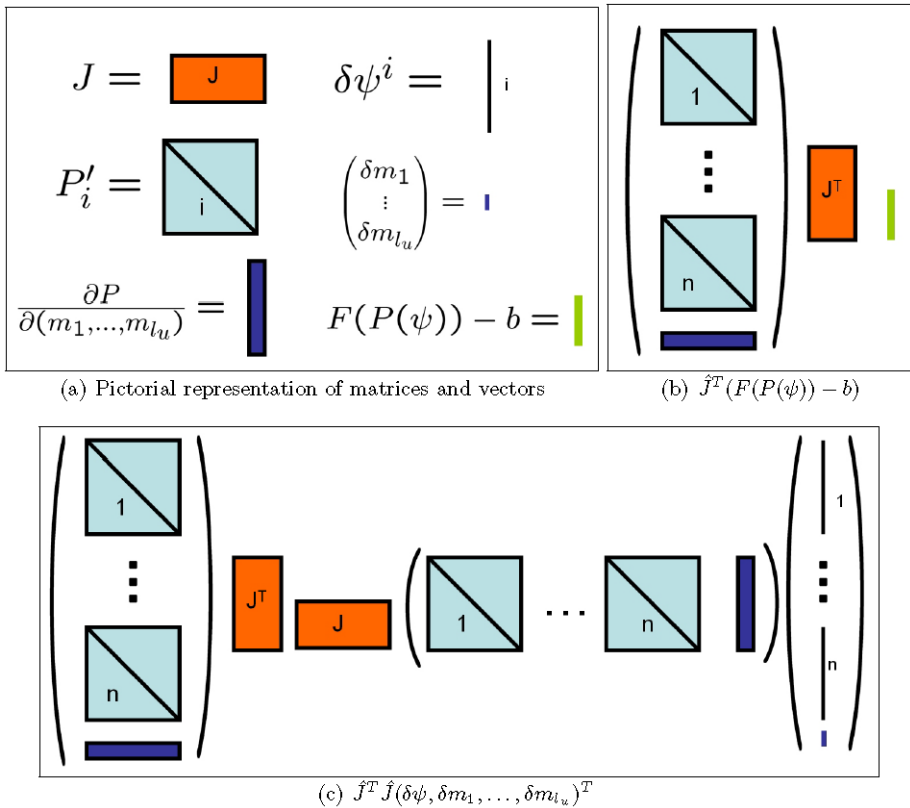 J = J
δψ^i = i
P'_i = i
(δm_1 ⋮ δm_{l_u}) =
∂P / ∂(m_1,...,m_{l_u}) =
F(P(ψ)) − b =
(a) Pictorial representation of matrices and vectors
1
⋮
n
J^T
(b) Ĵ^T(F(P(ψ)) − b)
1
⋮
n
J^T J
1 ... n
1
⋮
n
(c) Ĵ^T Ĵ(δψ, δm_1, . . . , δm_{l_u})^T